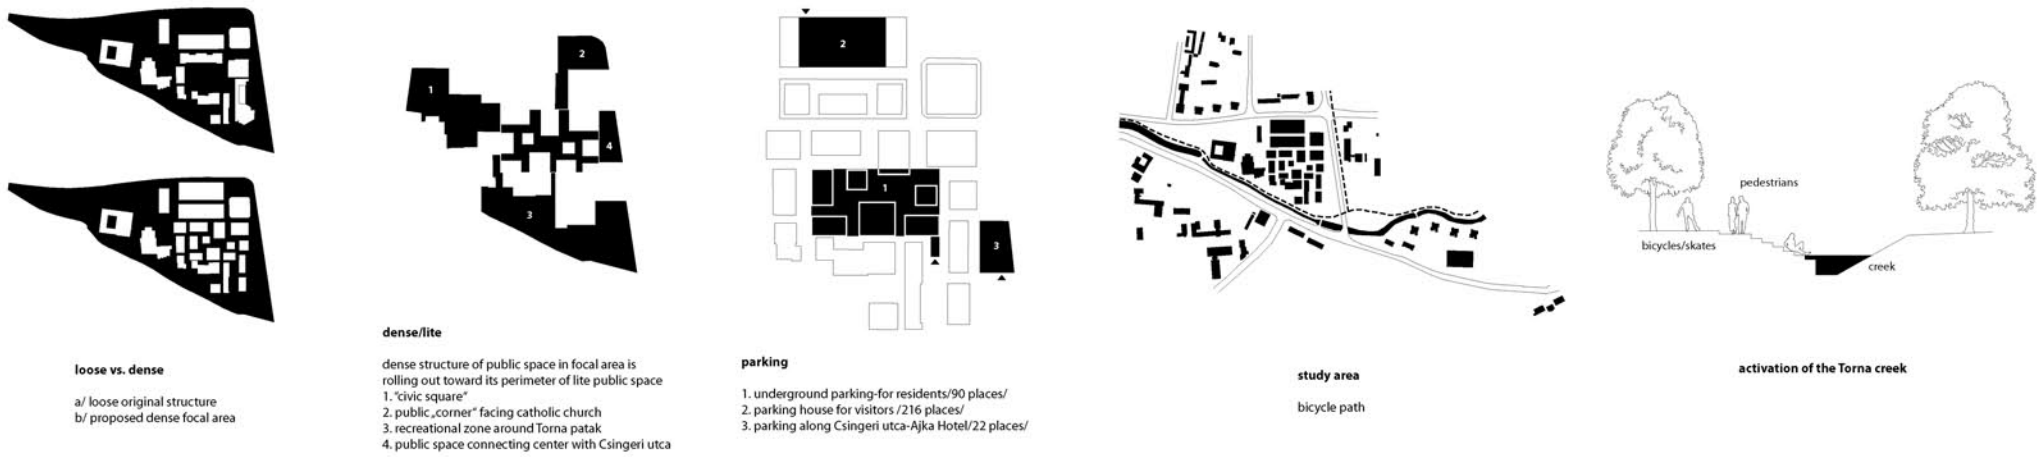 loose vs. dense
a/ loose original structure
b/ proposed dense focal area
1
2
3
4
dense/lite
dense structure of public space in focal area is
rolling out toward its perimeter of lite public space
1. "civic square"
2. public „corner" facing catholic church
3. recreational zone around Torna patak
4. public space connecting center with Csingeri utca
2
1
3
parking
1. underground parking-for residents/90 places/
2. parking house for visitors /216 places/
3. parking along Csingeri utca-Ajka Hotel/22 places/
study area
bicycle path
pedestrians
bicycles/skates
creek
activation of the Torna creek